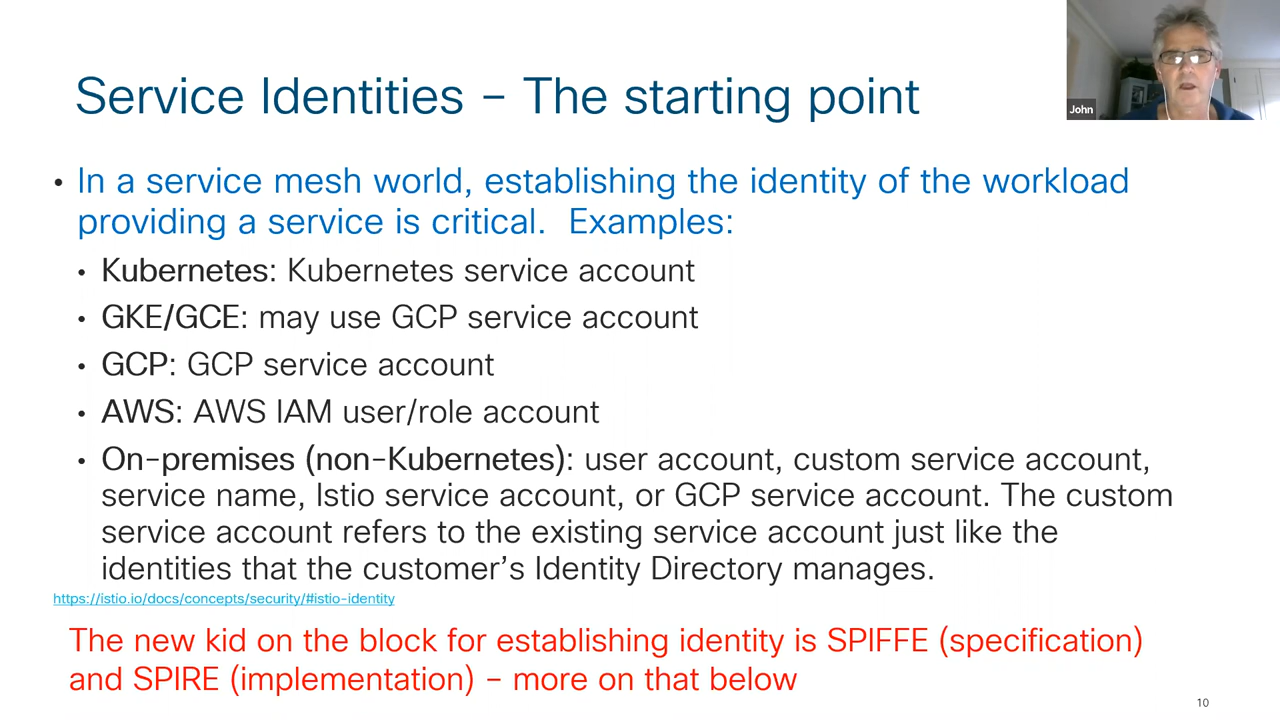 John
Service Identities – The starting point
• In a service mesh world, establishing the identity of the workload
providing a service is critical.  Examples:
• Kubernetes: Kubernetes service account
• GKE/GCE: may use GCP service account
• GCP: GCP service account
• AWS: AWS IAM user/role account
• On-premises (non-Kubernetes): user account, custom service account,
service name, Istio service account, or GCP service account. The custom
service account refers to the existing service account just like the
identities that the customer’s Identity Directory manages.
https://istio.io/docs/concepts/security/#istio-identity
The new kid on the block for establishing identity is SPIFFE (specification)
and SPIRE (implementation) – more on that below
10